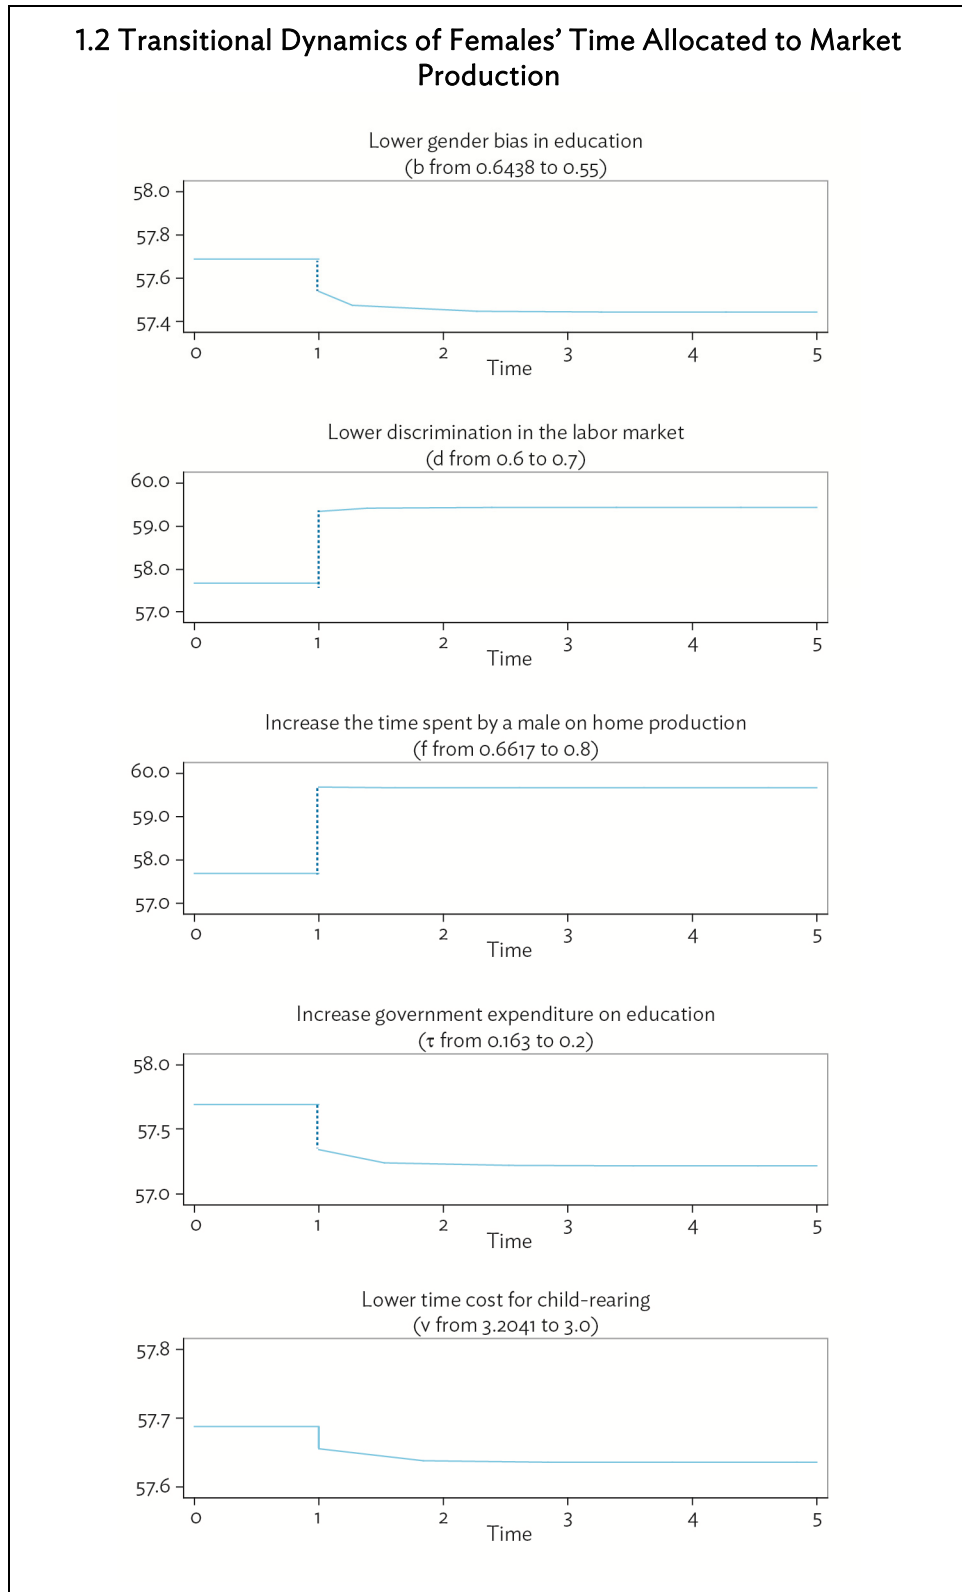 1.2 Transitional Dynamics of Females’ Time Allocated to Market
Production
Lower gender bias in education
(b from 0.6438 to 0.55)
58.0
57.8
57.6
57.4
0 1 2 3 4 5
Time
Lower discrimination in the labor market
(d from 0.6 to 0.7)
60.0
59.0
58.0
57.0
0 1 2 3 4 5
Time
Increase the time spent by a male on home production
(f from 0.6617 to 0.8)
60.0
59.0
58.0
57.0
0 1 2 3 4 5
Time
Increase government expenditure on education
(τ from 0.163 to 0.2)
58.0
57.5
57.0
0 1 2 3 4 5
Time
Lower time cost for child-rearing
(v from 3.2041 to 3.0)
57.8
57.7
57.6
0 1 2 3 4 5
Time